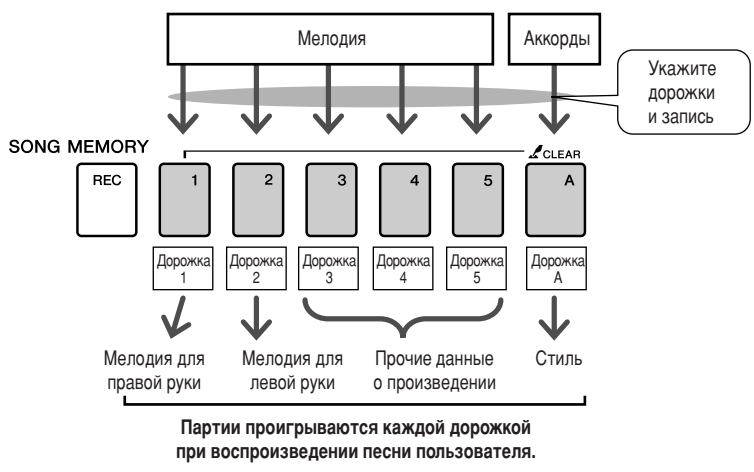 Мелодия
Аккорды
Укажите
дорожки
и запись
SONG MEMORY
CLEAR
REC
1
2
3
4
5
A
Дорожка
1
Дорожка
2
Дорожка
3
Дорожка
4
Дорожка
5
Дорожка
A
Мелодия для
правой руки
Мелодия для
левой руки
Прочие данные
о произведении
Стиль
Партии проигрываются каждой дорожкой
при воспроизведении песни пользователя.